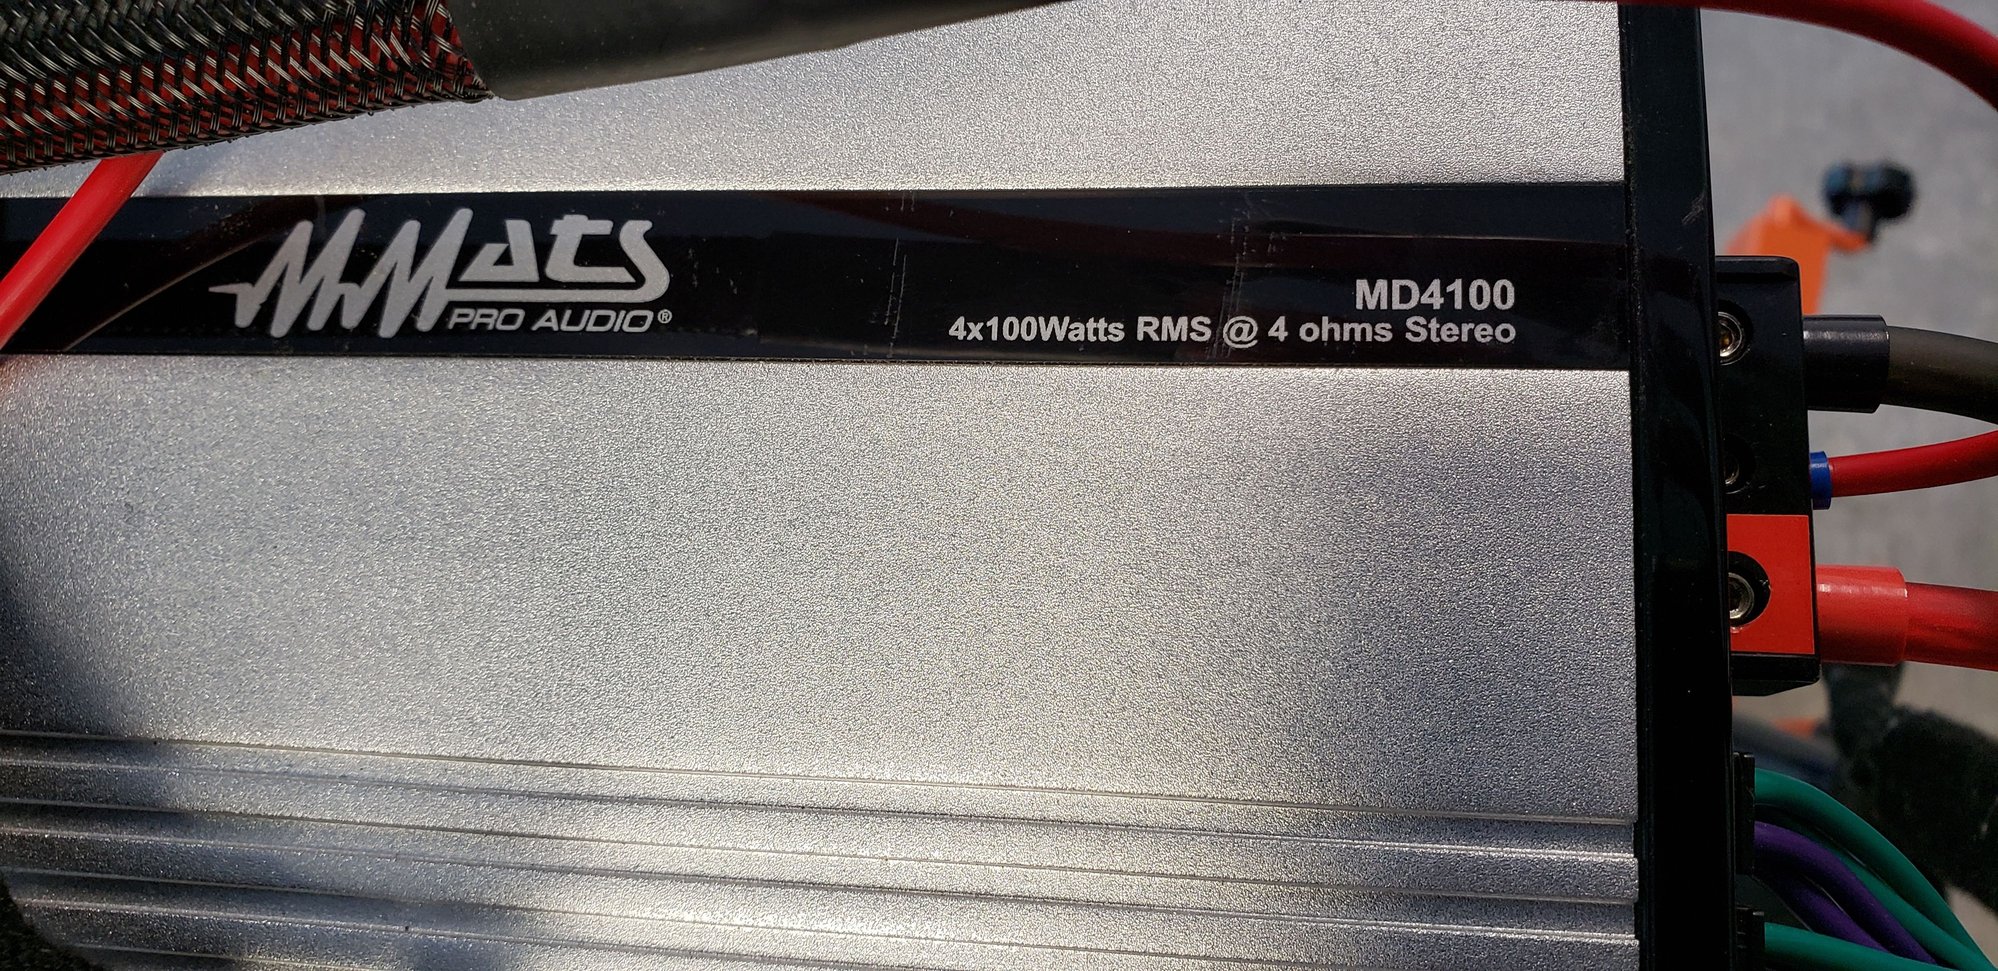 MMats
PRO AUDIO®
MD4100
4x100Watts RMS @ 4 ohms Stereo